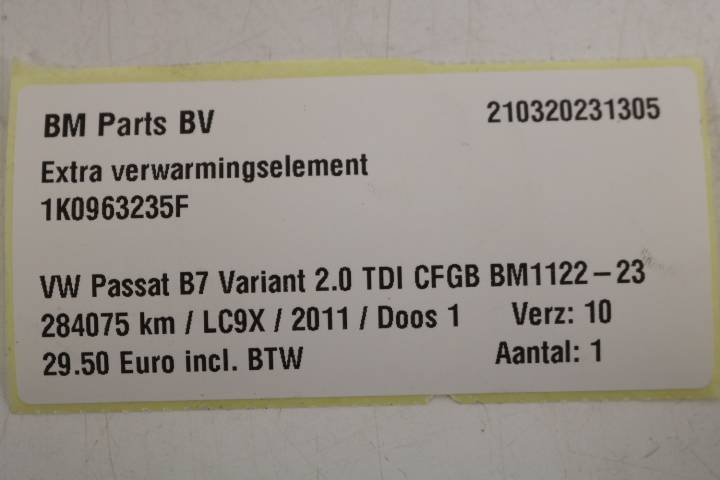 BM Parts BV 210320231305
Extra verwarmingselement
1K0963235F
VW Passat B7 Variant 2.0 TDI CFGB BM1122-23
284075 km / LC9X / 2011 / Doos 1 Verz: 10
29.50 Euro incl. BTW Aantal: 1